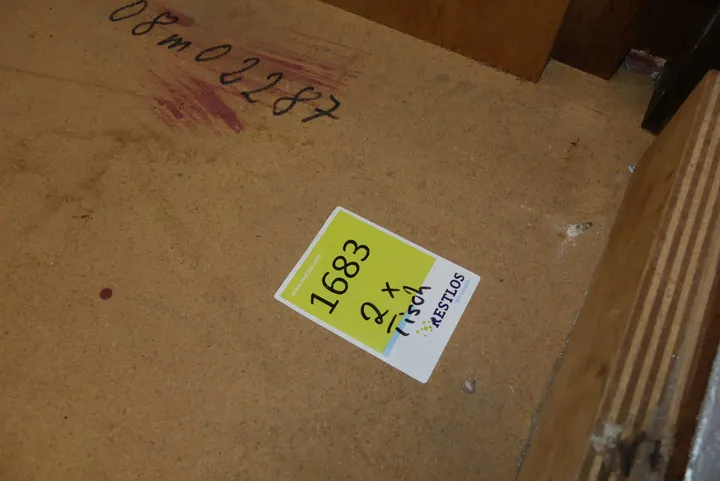 08m02287
1683
2 x
Tisch
RESTLOS